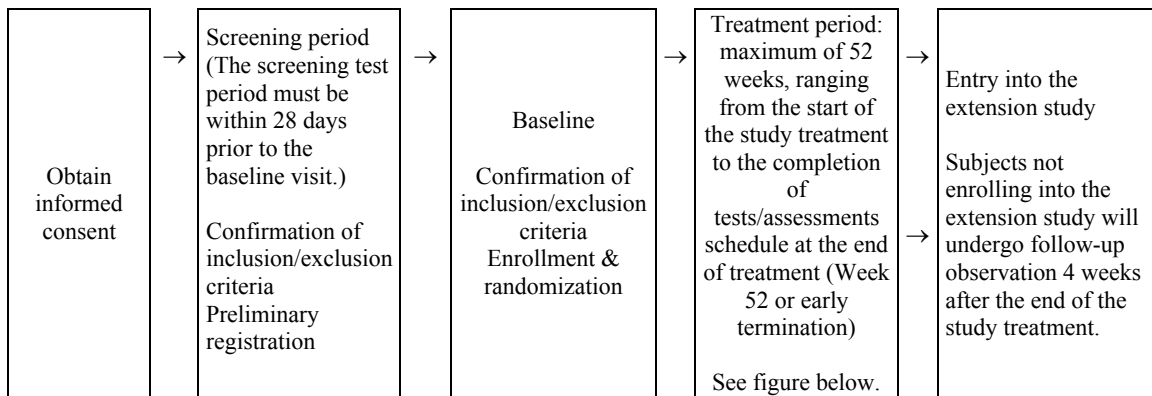 Obtain
informed
consent
→
Screening period
(The screening test
period must be
within 28 days
prior to the
baseline visit.)
Confirmation of
inclusion/exclusion
criteria
Preliminary
registration
→
Baseline
Confirmation of
inclusion/exclusion
criteria
Enrollment &
randomization
→
Treatment period:
maximum of 52
weeks, ranging
from the start of
the study treatment
to the completion
of
tests/assessments
schedule at the end
of treatment (Week
52 or early
termination)
See figure below.
→
Entry into the
extension study
→
Subjects not
enrolling into the
extension study will
undergo follow-up
observation 4 weeks
after the end of the
study treatment.